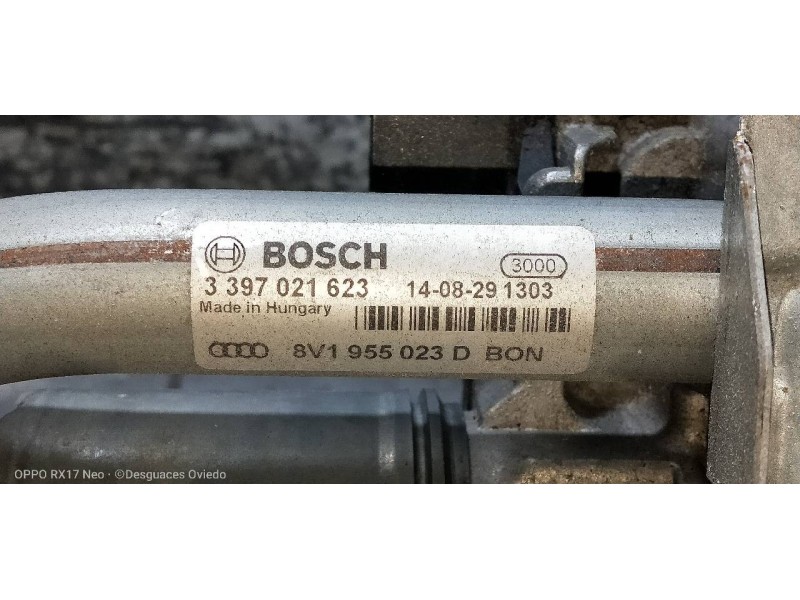 BOSCH
3000
3 397 021 623 14-08-29 1303
Made in Hungary
8V1 955 023 D BON
OPPO RX17 Neo · ©Desguaces Oviedo